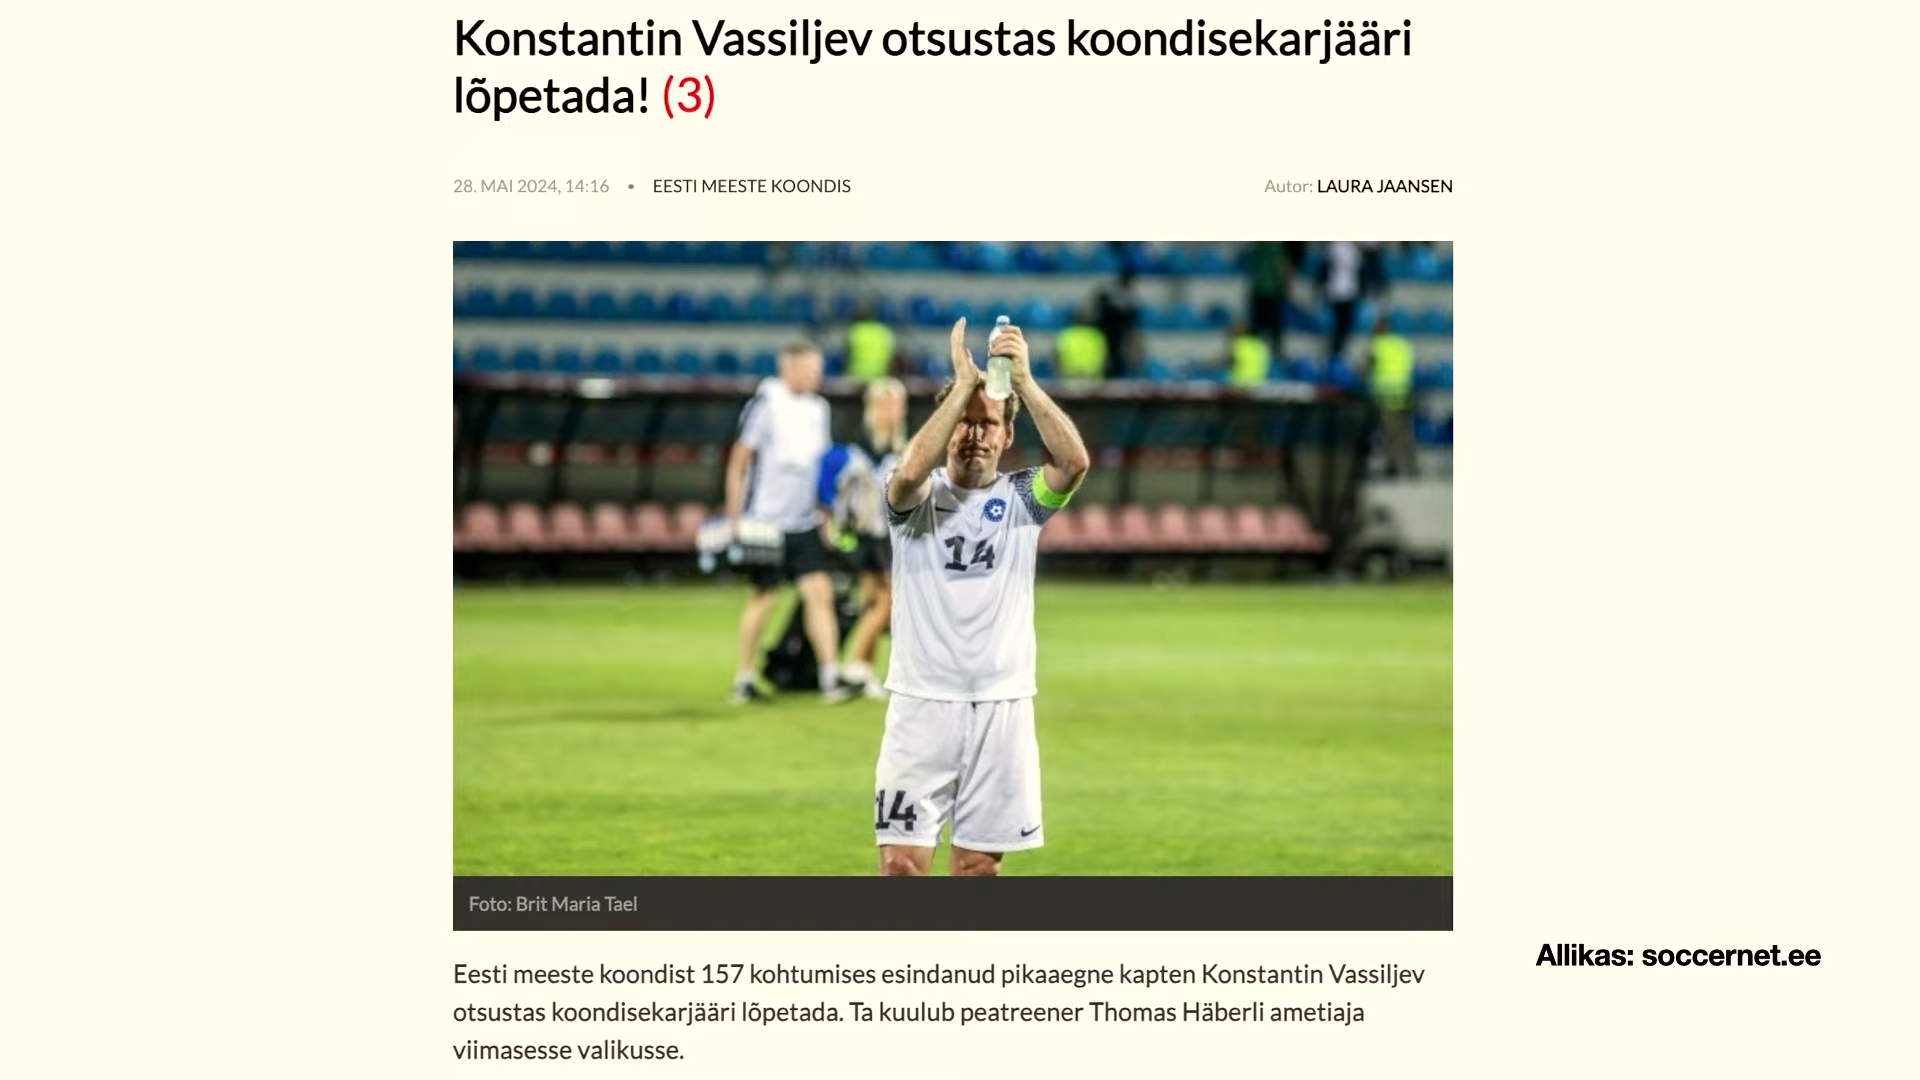 Konstantin Vassiljev otsustas koondisekarjääri
lõpetada! (3)
28. MAI 2024, 14:16 • EESTI MEESTE KOONDIS
Autor: LAURA JAANSEN
14
14
Foto: Brit Maria Tael
Allikas: soccernet.ee
Eesti meeste koondist 157 kohtumises esindanud pikaaegne kapten Konstantin Vassiljev
otsustas koondisekarjääri lõpetada. Ta kuulub peatreener Thomas Häberli ametiaja
viimasesse valikusse.